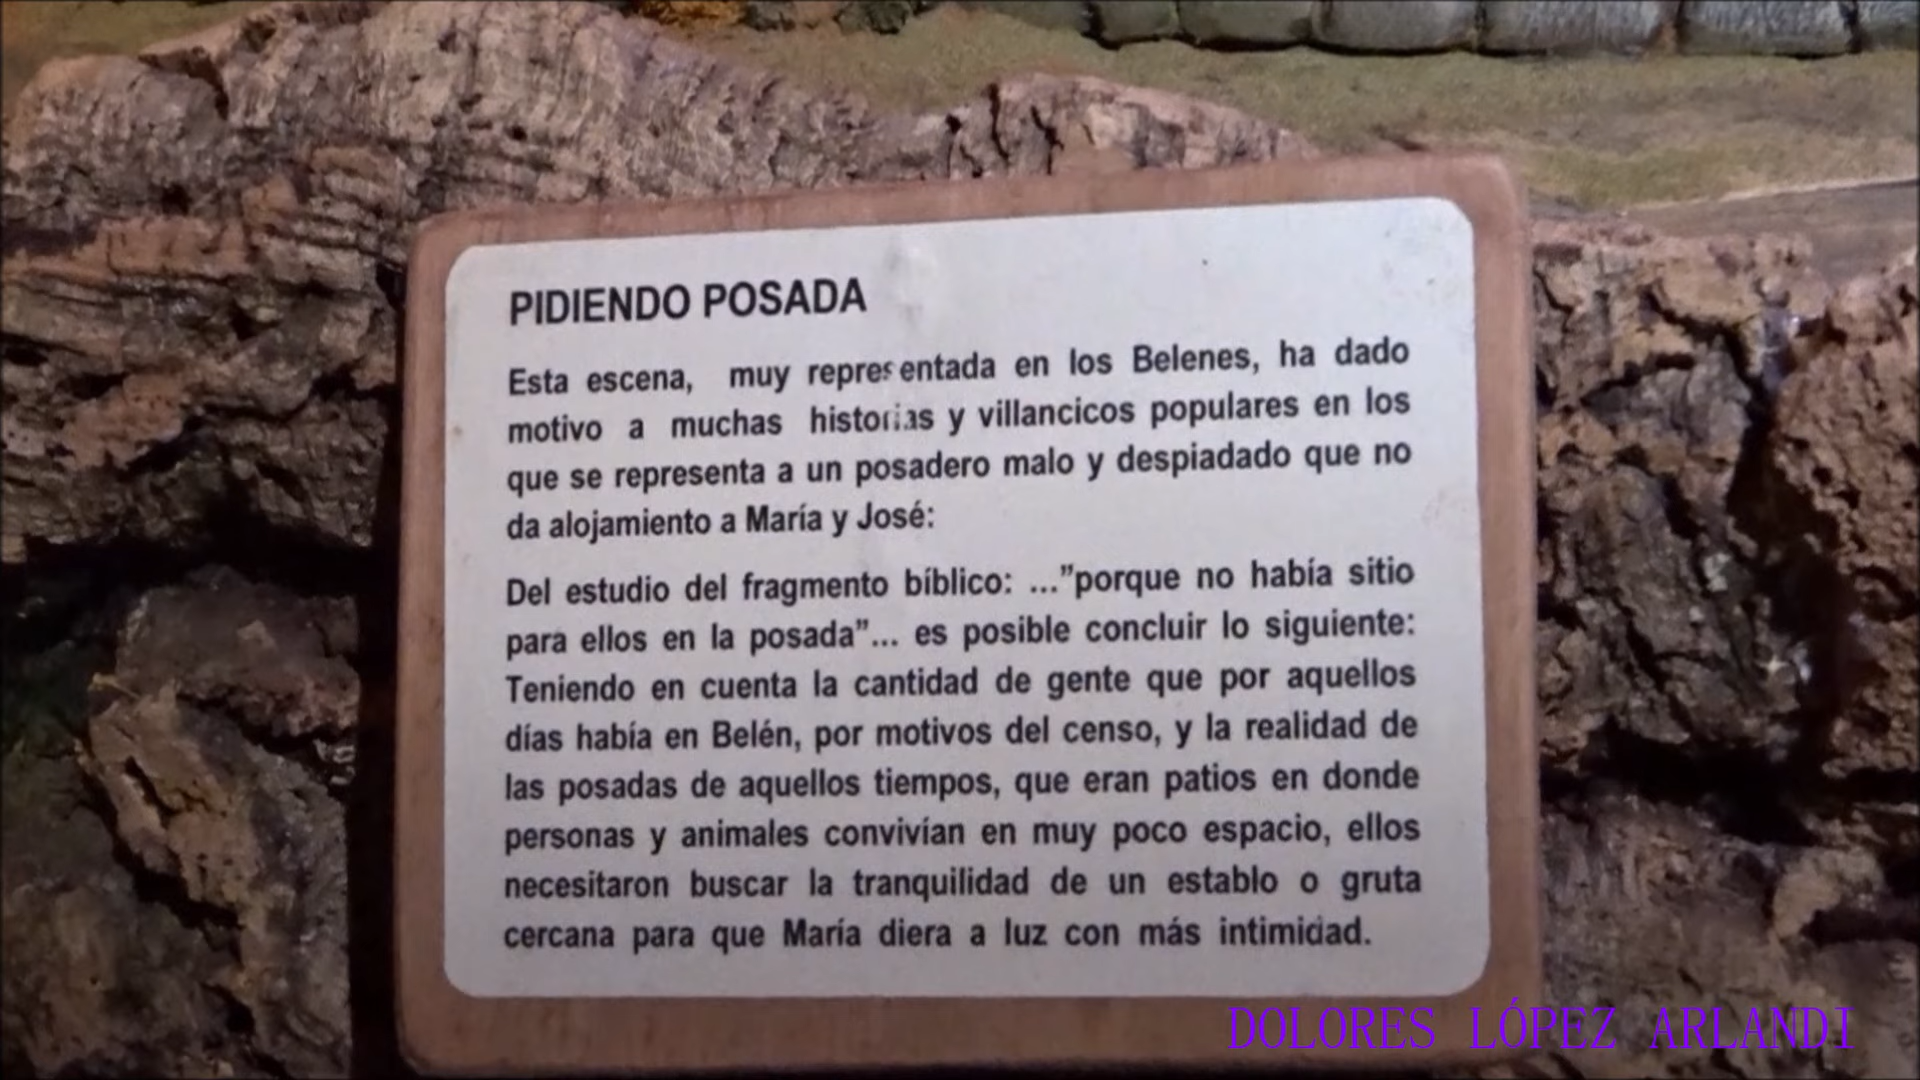 PIDIENDO POSADA
Esta escena, muy representada en los Belenes, ha dado
motivo a muchas historias y villancicos populares en los
que se representa a un posadero malo y despiadado que no
da alojamiento a María y José:
Del estudio del fragmento bíblico: ...”porque no había sitio
para ellos en la posada”... es posible concluir lo siguiente:
Teniendo en cuenta la cantidad de gente que por aquellos
días había en Belén, por motivos del censo, y la realidad de
las posadas de aquellos tiempos, que eran patios en donde
personas y animales convivían en muy poco espacio, ellos
necesitaron buscar la tranquilidad de un establo o gruta
cercana para que María diera a luz con más intimidad.
DOLORES LÓPEZ ARLANDI